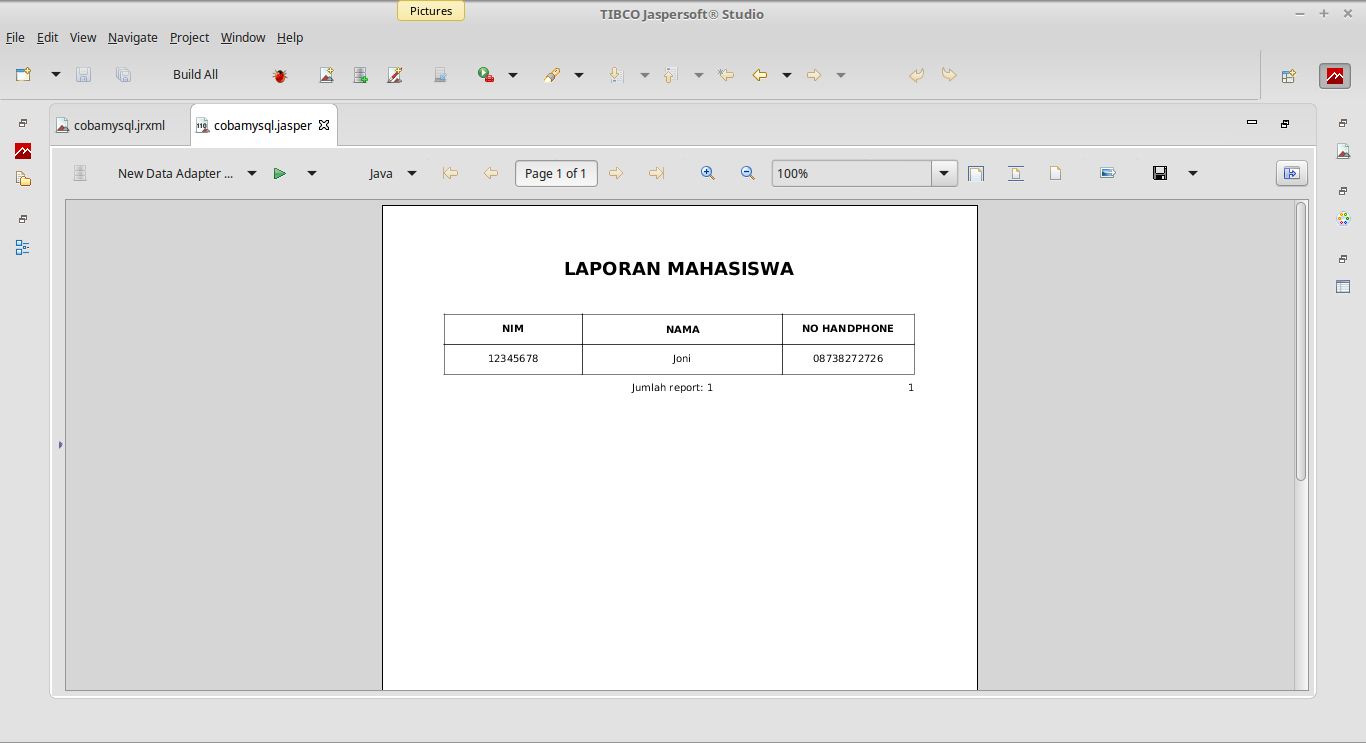 Pictures
TIBCO Jaspersoft® Studio
File Edit View Navigate Project Window Help
Build All
cobamysql.jrxml cobamysql.jasper
New Data Adapter ... Java Page 1 of 1 100%
LAPORAN MAHASISWA
NIM NAMA NO HANDPHONE
12345678 Joni 08738272726
Jumlah report: 1 1